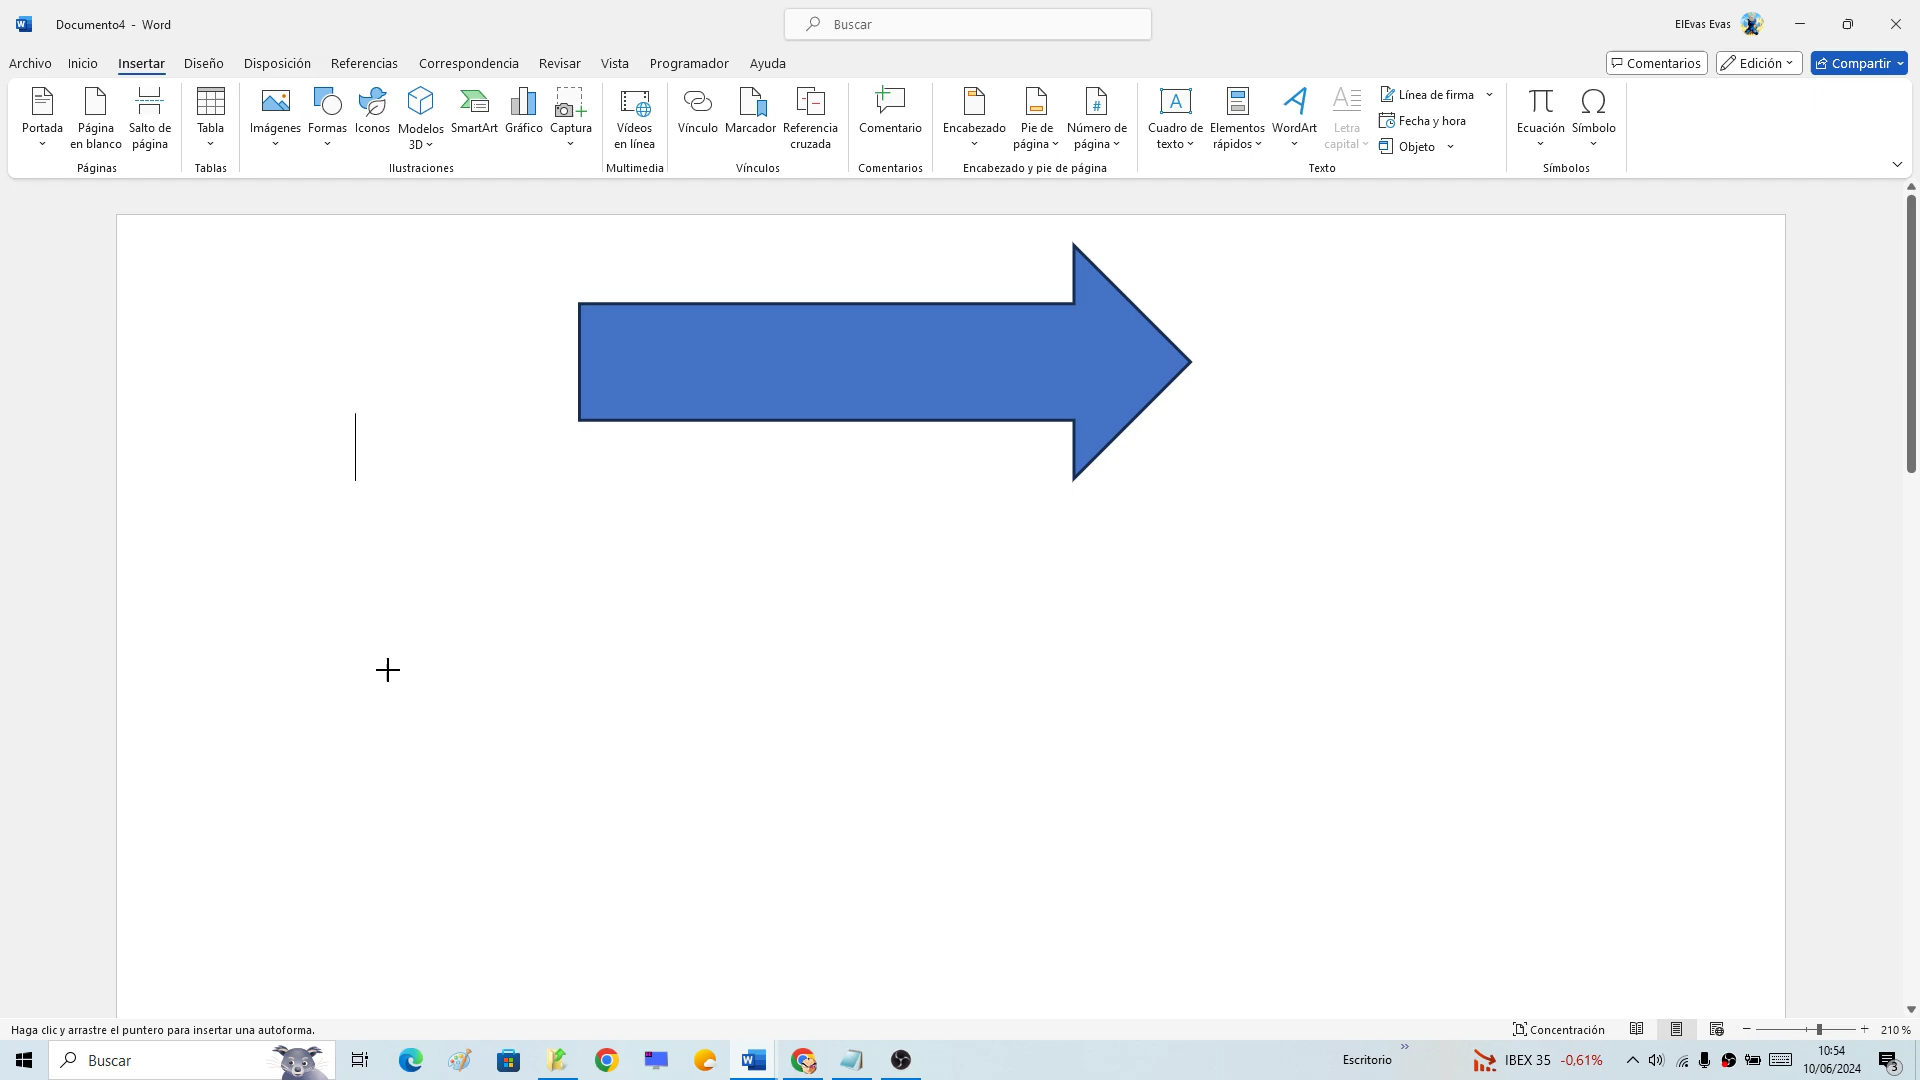 Documento4 - Word
Buscar
ElEvas Evas
Archivo Inicio Insertar Diseño Disposición Referencias Correspondencia Revisar Vista Programador Ayuda
Comentarios Edición Compartir
Portada
Página en blanco
Salto de página
Páginas
Tabla
Tablas
Imágenes
Formas
Iconos
Modelos 3D
SmartArt
Gráfico
Captura
Ilustraciones
Vídeos en línea
Multimedia
Vínculo
Marcador
Referencia cruzada
Vínculos
Comentario
Comentarios
Encabezado
Pie de página
Número de página
Encabezado y pie de página
Cuadro de texto
Elementos rápidos
WordArt
Letra capital
Línea de firma
Fecha y hora
Objeto
Texto
Ecuación
Símbolo
Símbolos
Haga clic y arrastre el puntero para insertar una autoforma.
Concentración
210 %
Buscar
Escritorio
IBEX 35 -0,61%
10:54
10/06/2024
3